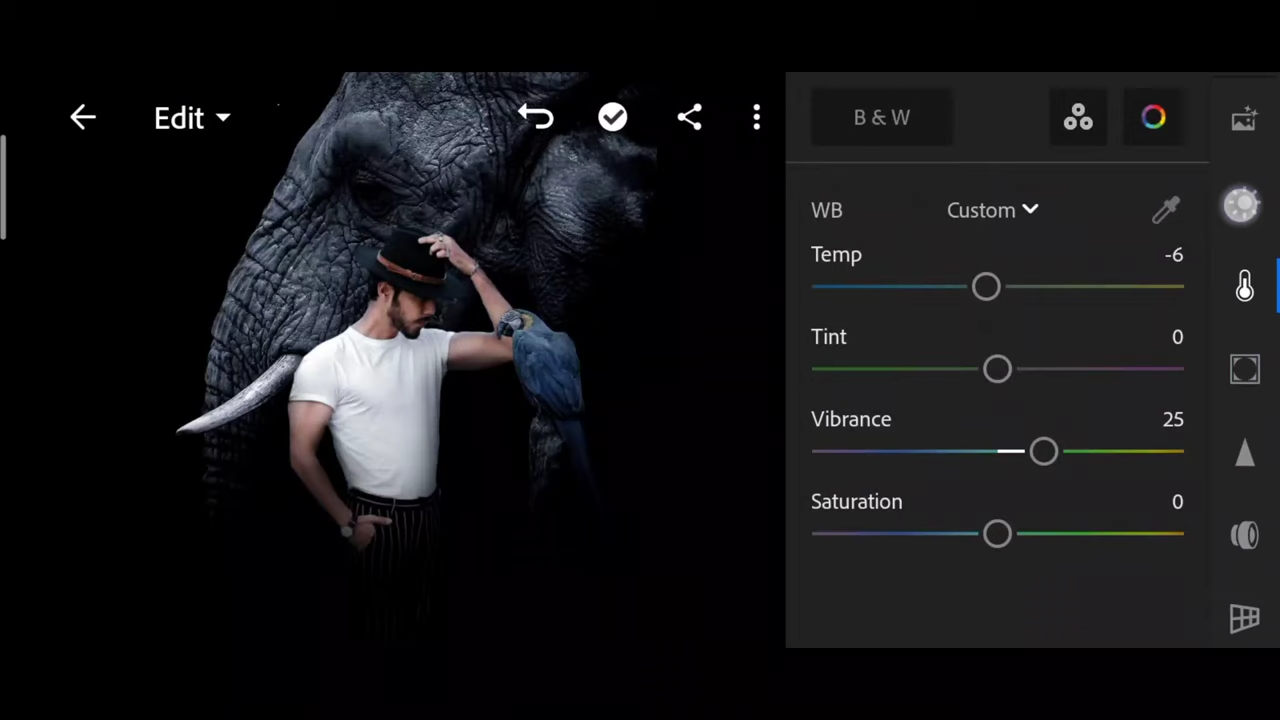 Edit
B & W
WB Custom
Temp -6
Tint 0
Vibrance 25
Saturation 0